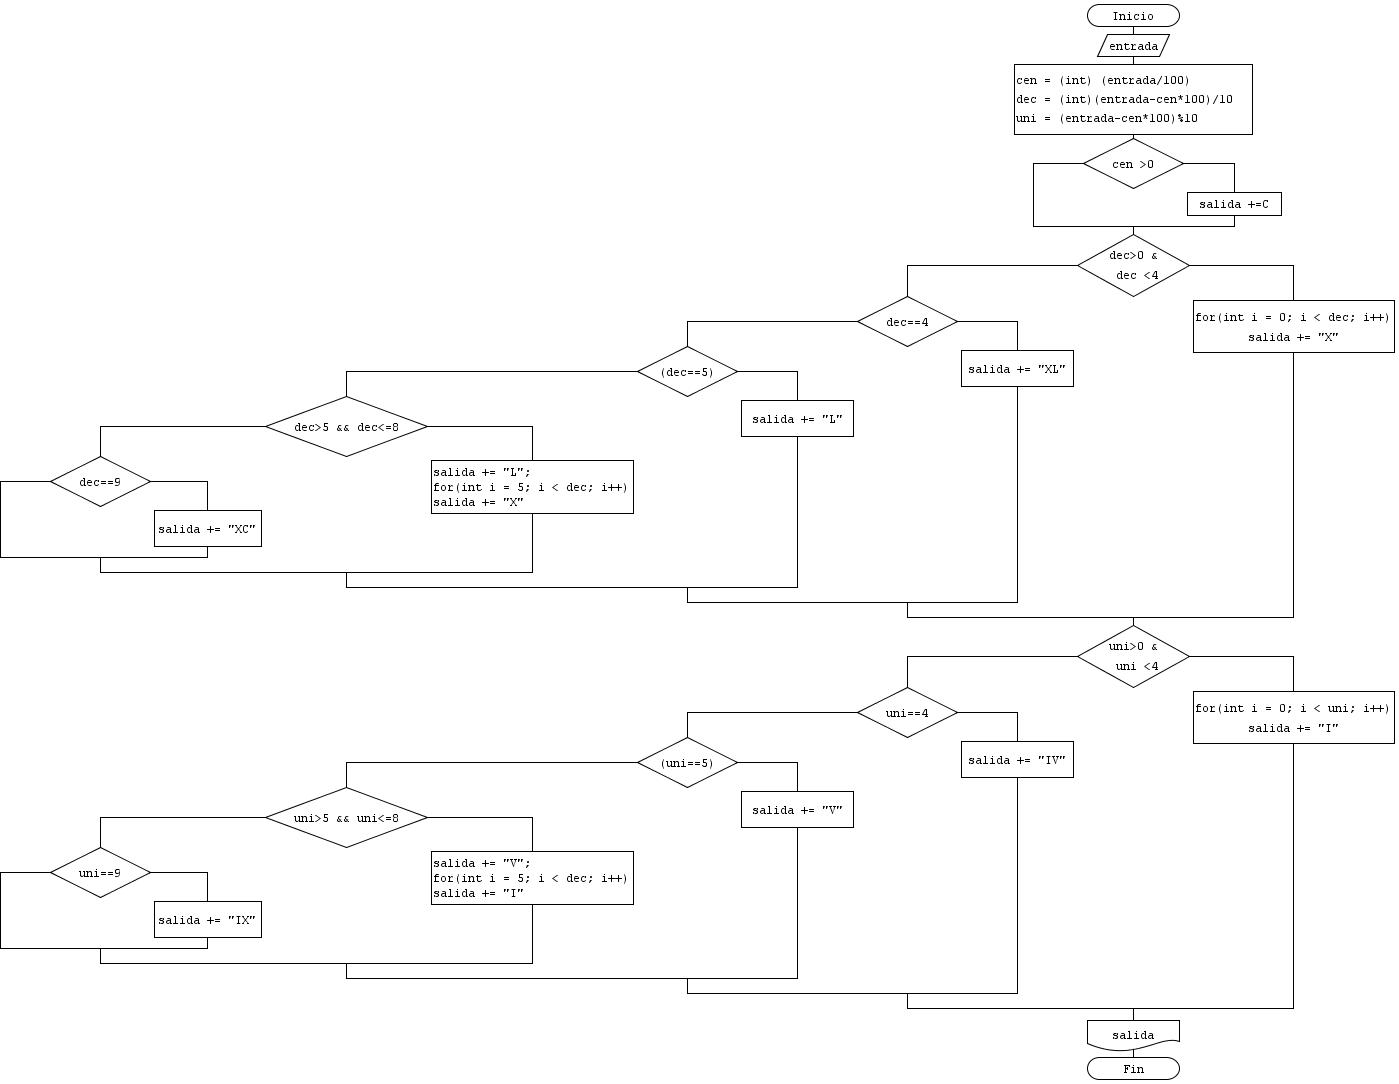 Inicio
entrada
cen = (int) (entrada/100)
dec = (int)(entrada-cen*100)/10
uni = (entrada-cen*100)%10
cen >0
salida +=C
dec>0 &
dec <4
for(int i = 0; i < dec; i++)
salida += "X"
dec==4
salida += "XL"
(dec==5)
salida += "L"
dec>5 && dec<=8
salida += "L";
for(int i = 5; i < dec; i++)
salida += "X"
dec==9
salida += "XC"
uni>0 &
uni <4
for(int i = 0; i < uni; i++)
salida += "I"
uni==4
salida += "IV"
(uni==5)
salida += "V"
uni>5 && uni<=8
salida += "V";
for(int i = 5; i < dec; i++)
salida += "I"
uni==9
salida += "IX"
salida
Fin